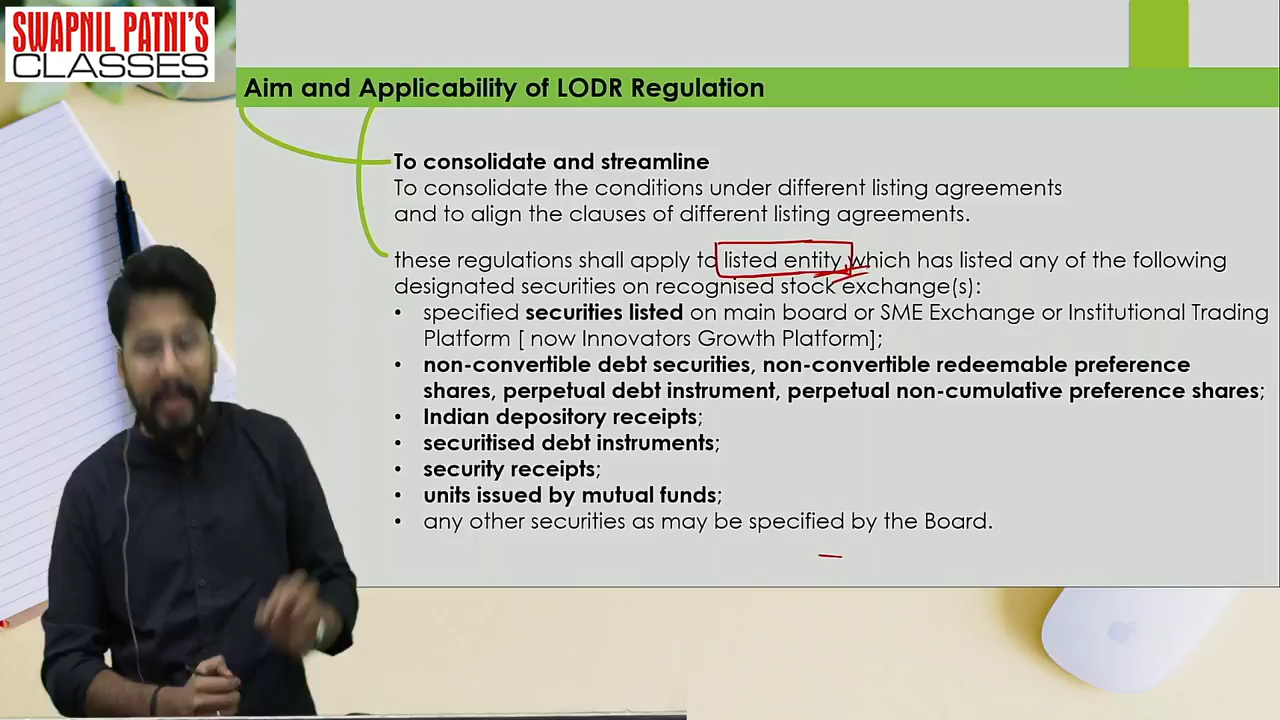 SWAPNIL PATNI'S
CLASSES
Aim and Applicability of LODR Regulation
To consolidate and streamline
To consolidate the conditions under different listing agreements
and to align the clauses of different listing agreements.
these regulations shall apply to listed entity which has listed any of the following
designated securities on recognised stock exchange(s):
• specified securities listed on main board or SME Exchange or Institutional Trading
Platform [ now Innovators Growth Platform];
• non-convertible debt securities, non-convertible redeemable preference
shares, perpetual debt instrument, perpetual non-cumulative preference shares;
• Indian depository receipts;
• securitised debt instruments;
• security receipts;
• units issued by mutual funds;
• any other securities as may be specified by the Board.